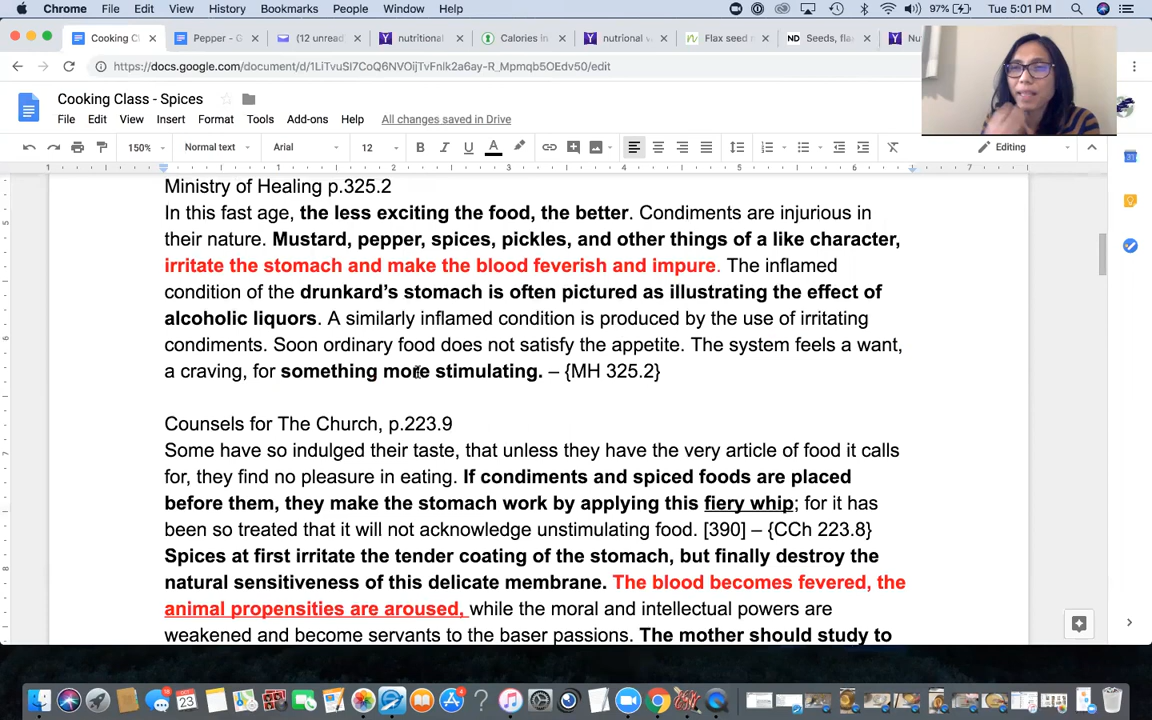 Chrome File Edit View History Bookmarks People Window Help 97% Tue 5:01 PM
Cooking C Pepper - G (12 unread nutritional Calories in nutrional Flax seed Seeds, fla Nu
https://docs.google.com/document/d/1LiTvuSI7CoQ6NVOijTvFnlk2a6ay-R_Mpmqb5OEdv50/edit
Cooking Class - Spices
File Edit View Insert Format Tools Add-ons Help All changes saved in Drive
150% Normal text Arial 12 B I U A Editing
1 1 2 3 4 5 6 7
Ministry of Healing p.325.2
In this fast age, the less exciting the food, the better. Condiments are injurious in
their nature. Mustard, pepper, spices, pickles, and other things of a like character,
irritate the stomach and make the blood feverish and impure. The inflamed
condition of the drunkard's stomach is often pictured as illustrating the effect of
alcoholic liquors. A similarly inflamed condition is produced by the use of irritating
condiments. Soon ordinary food does not satisfy the appetite. The system feels a want,
a craving, for something more stimulating. – {MH 325.2}
Counsels for The Church, p.223.9
Some have so indulged their taste, that unless they have the very article of food it calls
for, they find no pleasure in eating. If condiments and spiced foods are placed
before them, they make the stomach work by applying this fiery whip; for it has
been so treated that it will not acknowledge unstimulating food. [390] – {CCh 223.8}
Spices at first irritate the tender coating of the stomach, but finally destroy the
natural sensitiveness of this delicate membrane. The blood becomes fevered, the
animal propensities are aroused, while the moral and intellectual powers are
weakened and become servants to the baser passions. The mother should study to